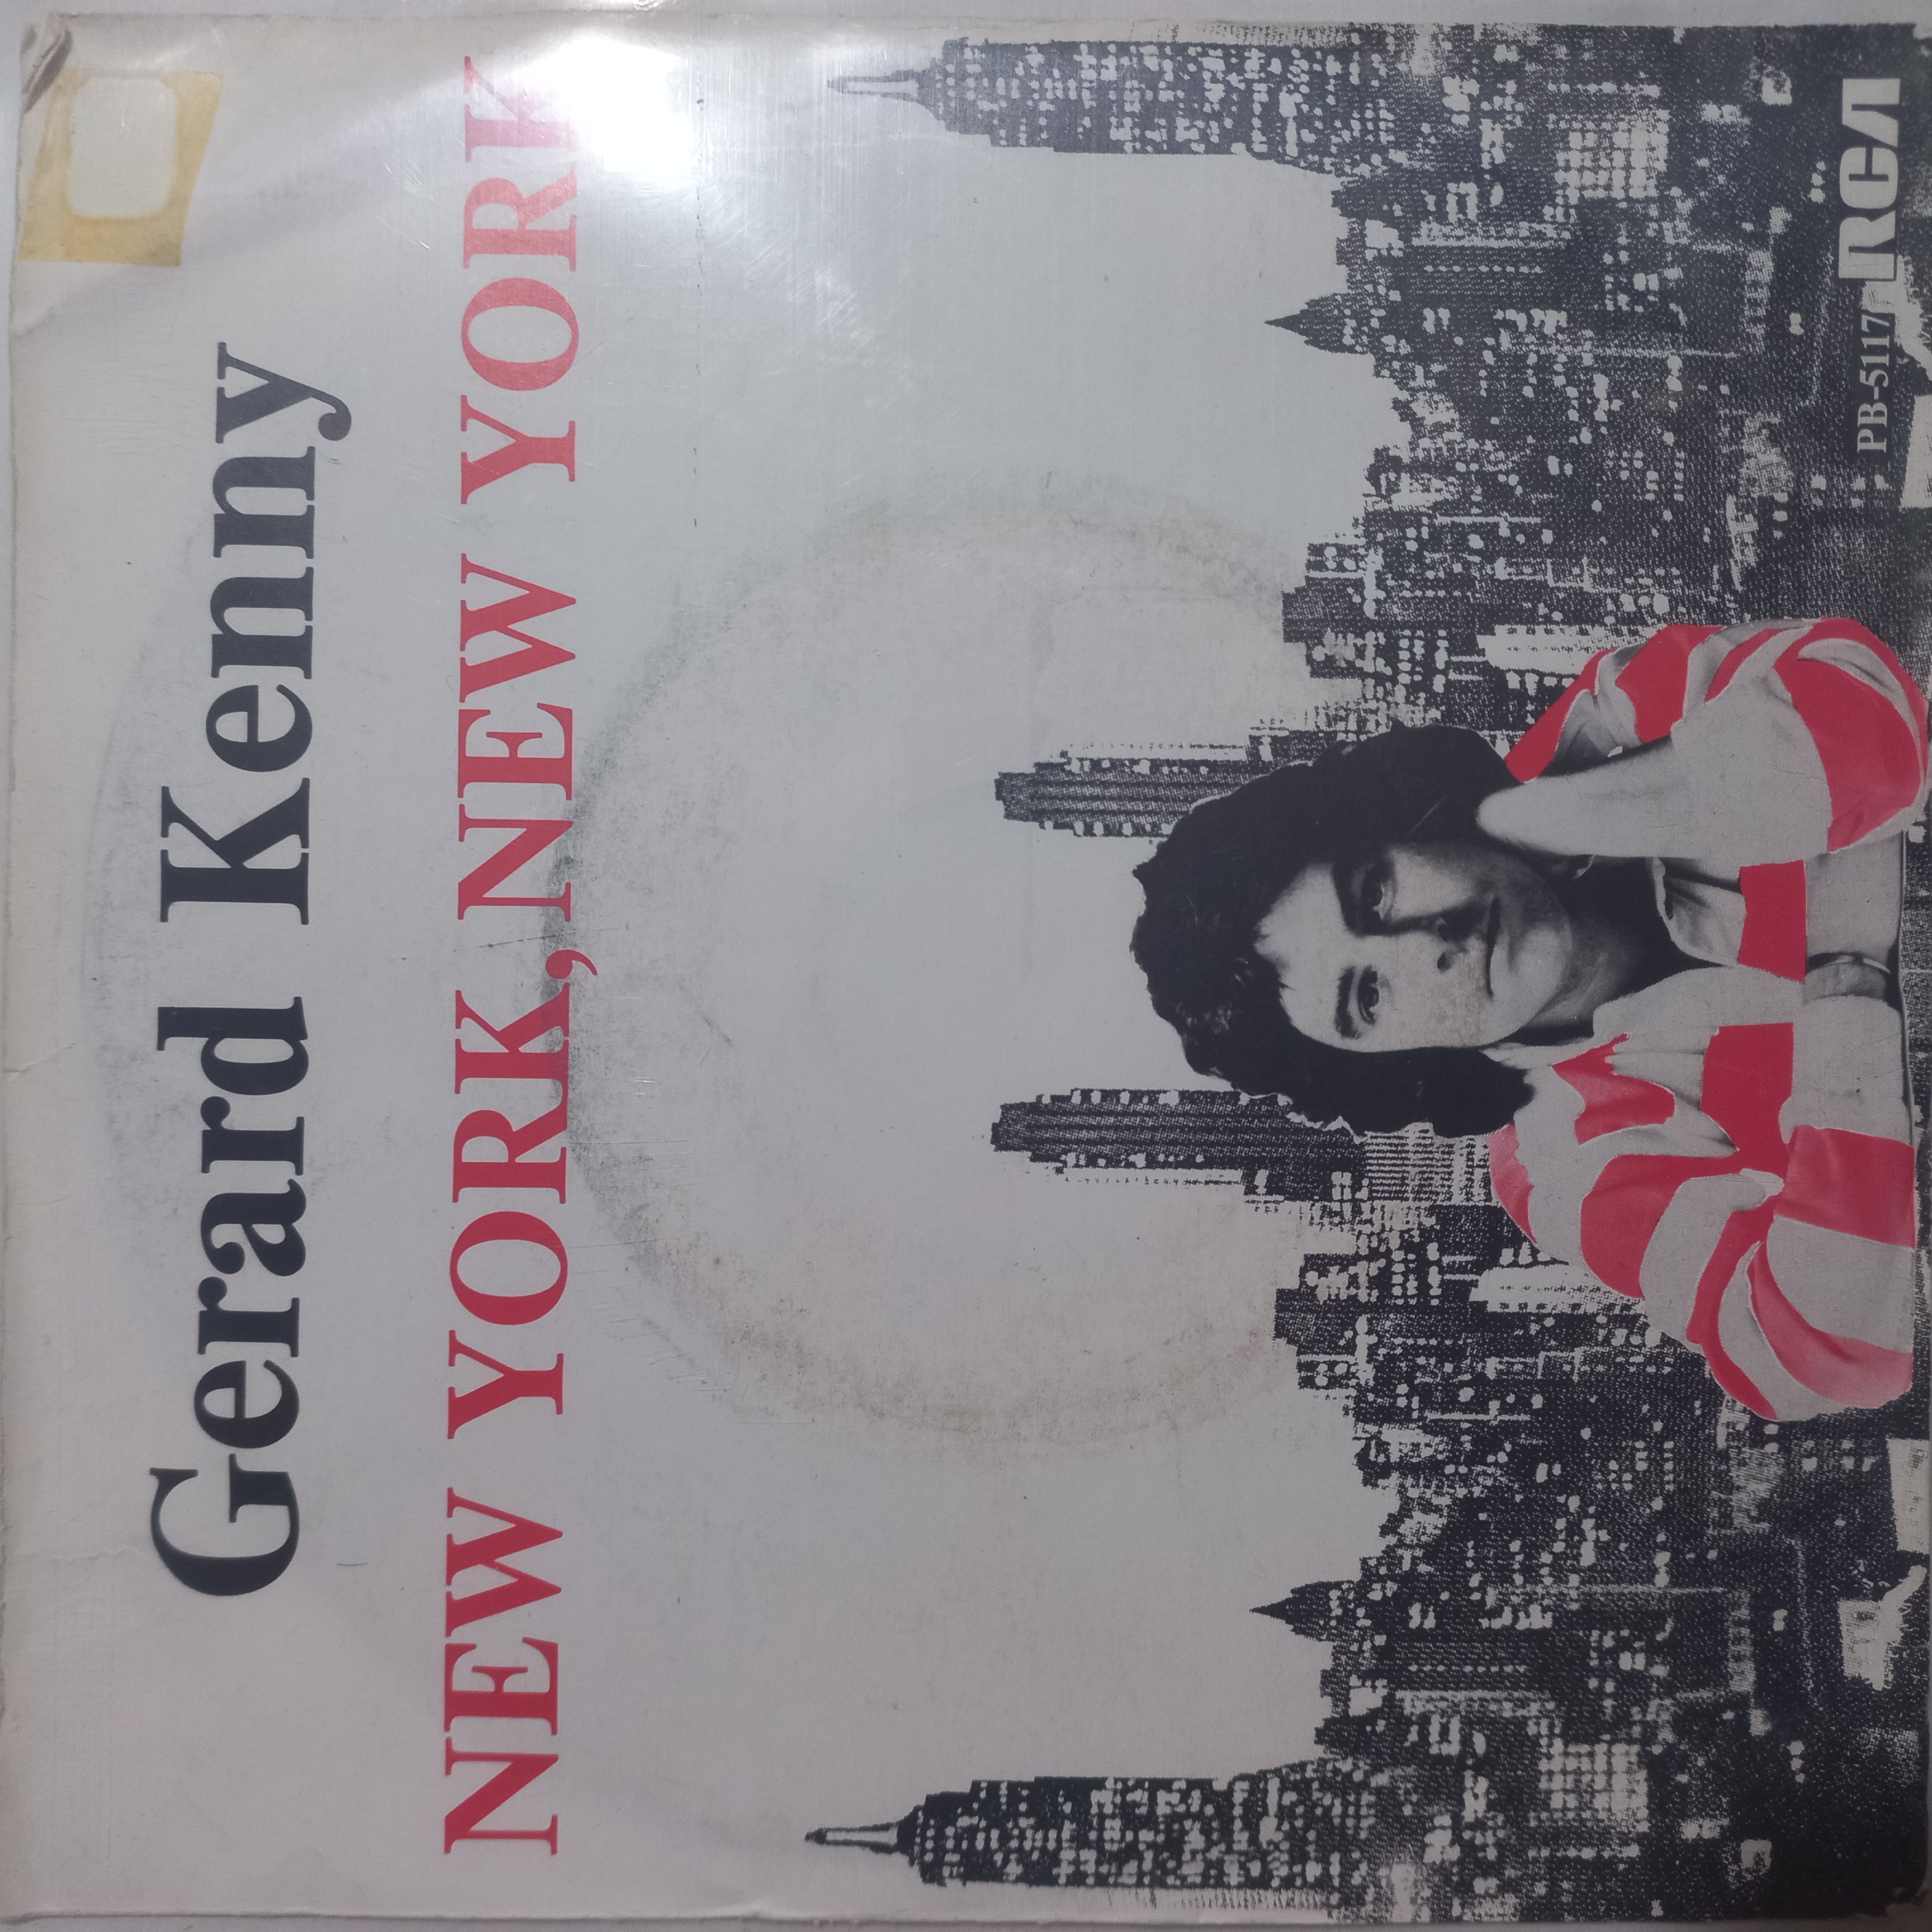 Gerard Kenny
NEW YORK, NEW YORK
PB-5117 RCA